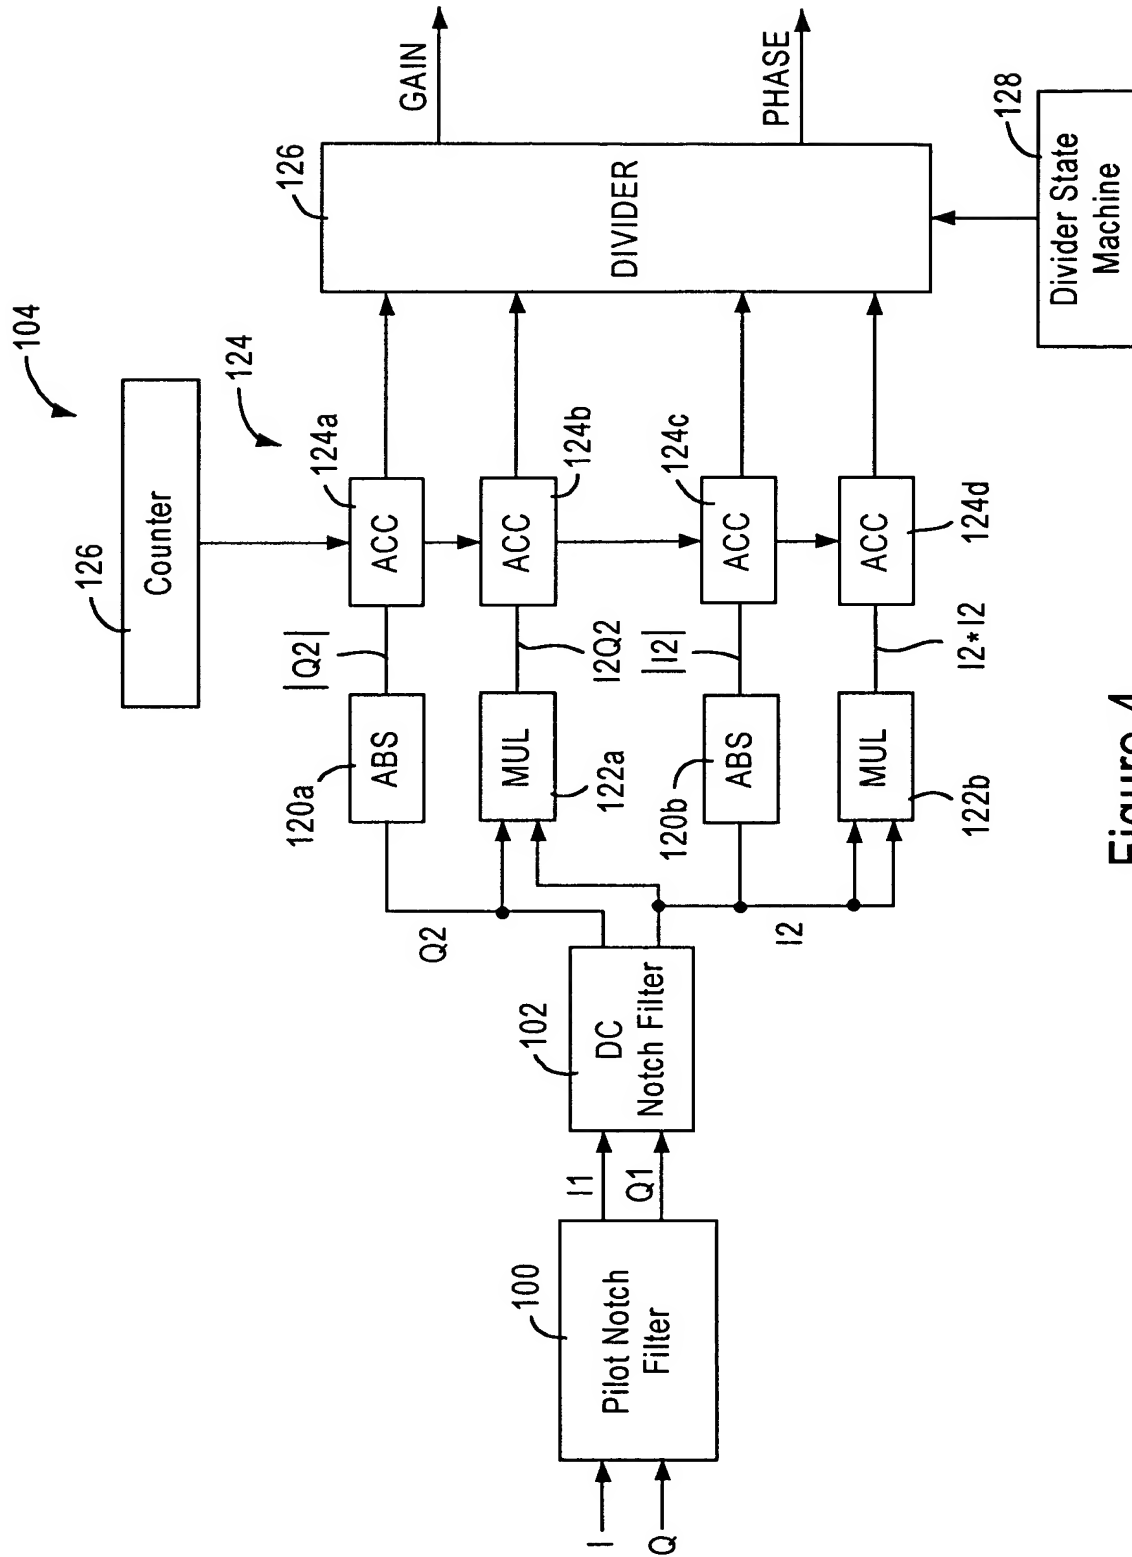 104
126
Counter
124
124a
ACC
124b
ACC
124c
ACC
124d
ACC
126
DIVIDER
GAIN
PHASE
128
Divider State
Machine
|Q2|
I2Q2
|I2|
I2*I2
120a
ABS
MUL
122a
120b
ABS
MUL
122b
Q2
I2
102
DC
Notch Filter
I1
Q1
100
Pilot Notch
Filter
I
Q
Figure 4